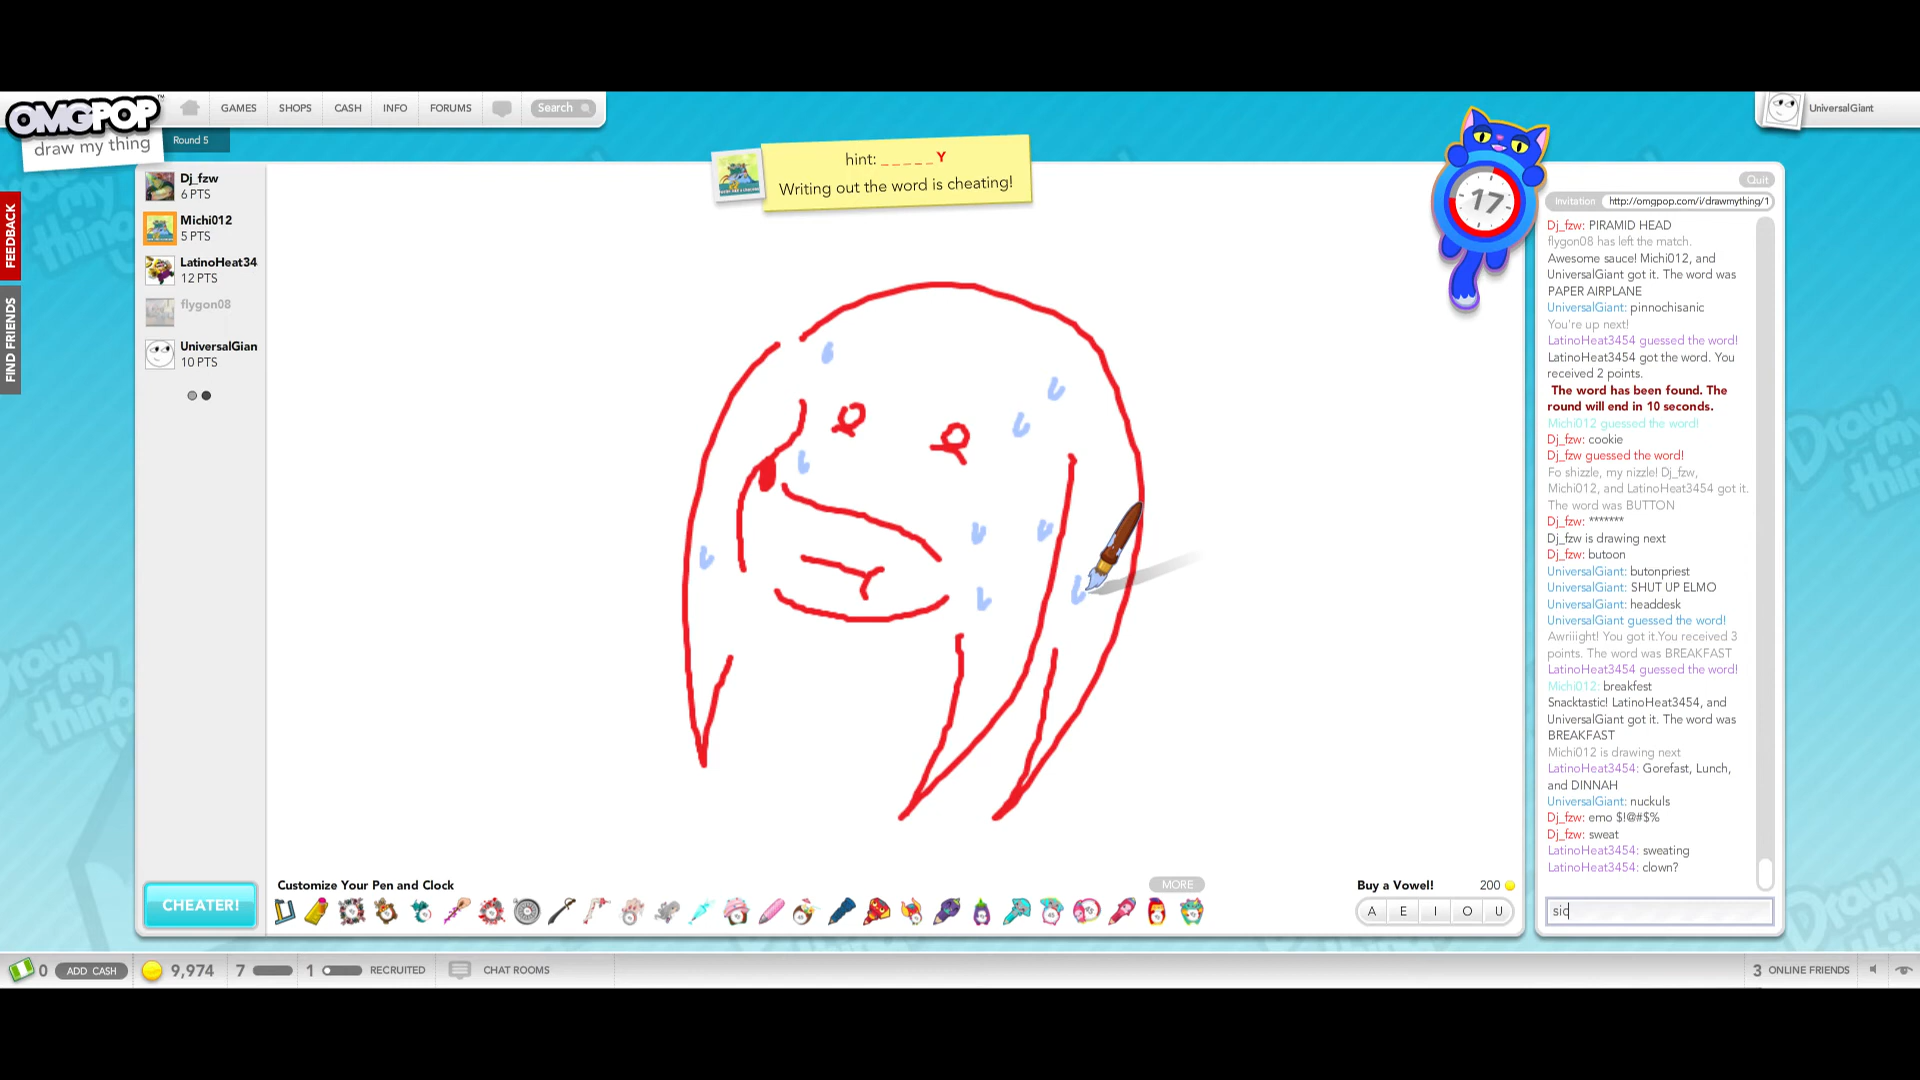 OMGPOP™
draw my thing
GAMES
SHOPS
CASH
INFO
FORUMS
Search
UniversalGiant
Round 5
FEEDBACK
FIND FRIENDS
Dj_fzw
6 PTS
Michi012
5 PTS
LatinoHeat34
12 PTS
flygon08
UniversalGian
10 PTS
hint: _ _ _ _ _ Y
Writing out the word is cheating!
17
Quit
Invitation http://omgpop.com/i/drawmything/1
Dj_fzw: PIRAMID HEAD
flygon08 has left the match.
Awesome sauce! Michi012, and
UniversalGiant got it. The word was
PAPER AIRPLANE
UniversalGiant: pinnochisanic
You're up next!
LatinoHeat3454 guessed the word!
LatinoHeat3454 got the word. You
received 2 points.
The word has been found. The
round will end in 10 seconds.
Michi012 guessed the word!
Dj_fzw: cookie
Dj_fzw guessed the word!
Fo shizzle, my nizzle! Dj_fzw,
Michi012, and LatinoHeat3454 got it.
The word was BUTTON
Dj_fzw: *******
Dj_fzw is drawing next
Dj_fzw: butoon
UniversalGiant: butonpriest
UniversalGiant: SHUT UP ELMO
UniversalGiant: headdesk
UniversalGiant guessed the word!
Awriiight! You got it.You received 3
points. The word was BREAKFAST
LatinoHeat3454 guessed the word!
Michi012: breakfest
Snacktastic! LatinoHeat3454, and
UniversalGiant got it. The word was
BREAKFAST
Michi012 is drawing next
LatinoHeat3454: Gorefast, Lunch,
and DINNAH
UniversalGiant: nuckuls
Dj_fzw: emo $!@#$%
Dj_fzw: sweat
LatinoHeat3454: sweating
LatinoHeat3454: clown?
sic
CHEATER!
Customize Your Pen and Clock
MORE
Buy a Vowel! 200
A E I O U
0 ADD CASH
9,974
7
1
RECRUITED
CHAT ROOMS
3 ONLINE FRIENDS